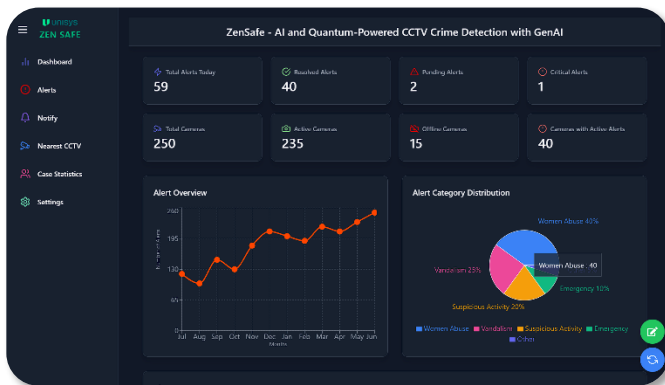 Unisys
ZEN SAFE
ZenSafe - AI and Quantum-Powered CCTV Crime Detection with GenAI
Dashboard
Alerts
Notify
Nearest CCTV
Case Statistics
Settings
Total Alerts Today
59
Resolved Alerts
40
Pending Alerts
2
Critical Alerts
1
Total Cameras
250
Active Cameras
235
Offline Cameras
15
Cameras with Active Alerts
40
Alert Overview
260
195
130
65
0
Jul Aug Sep Oct Nov Dec Jan Feb Mar Apr May Jun
Months
Number of Alerts
Alert Category Distribution
Women Abuse 40%
Women Abuse : 40
Vandalism 25%
Emergency 10%
Suspicious Activity 20%
Women Abuse Vandalism Suspicious Activity Emergency
Other